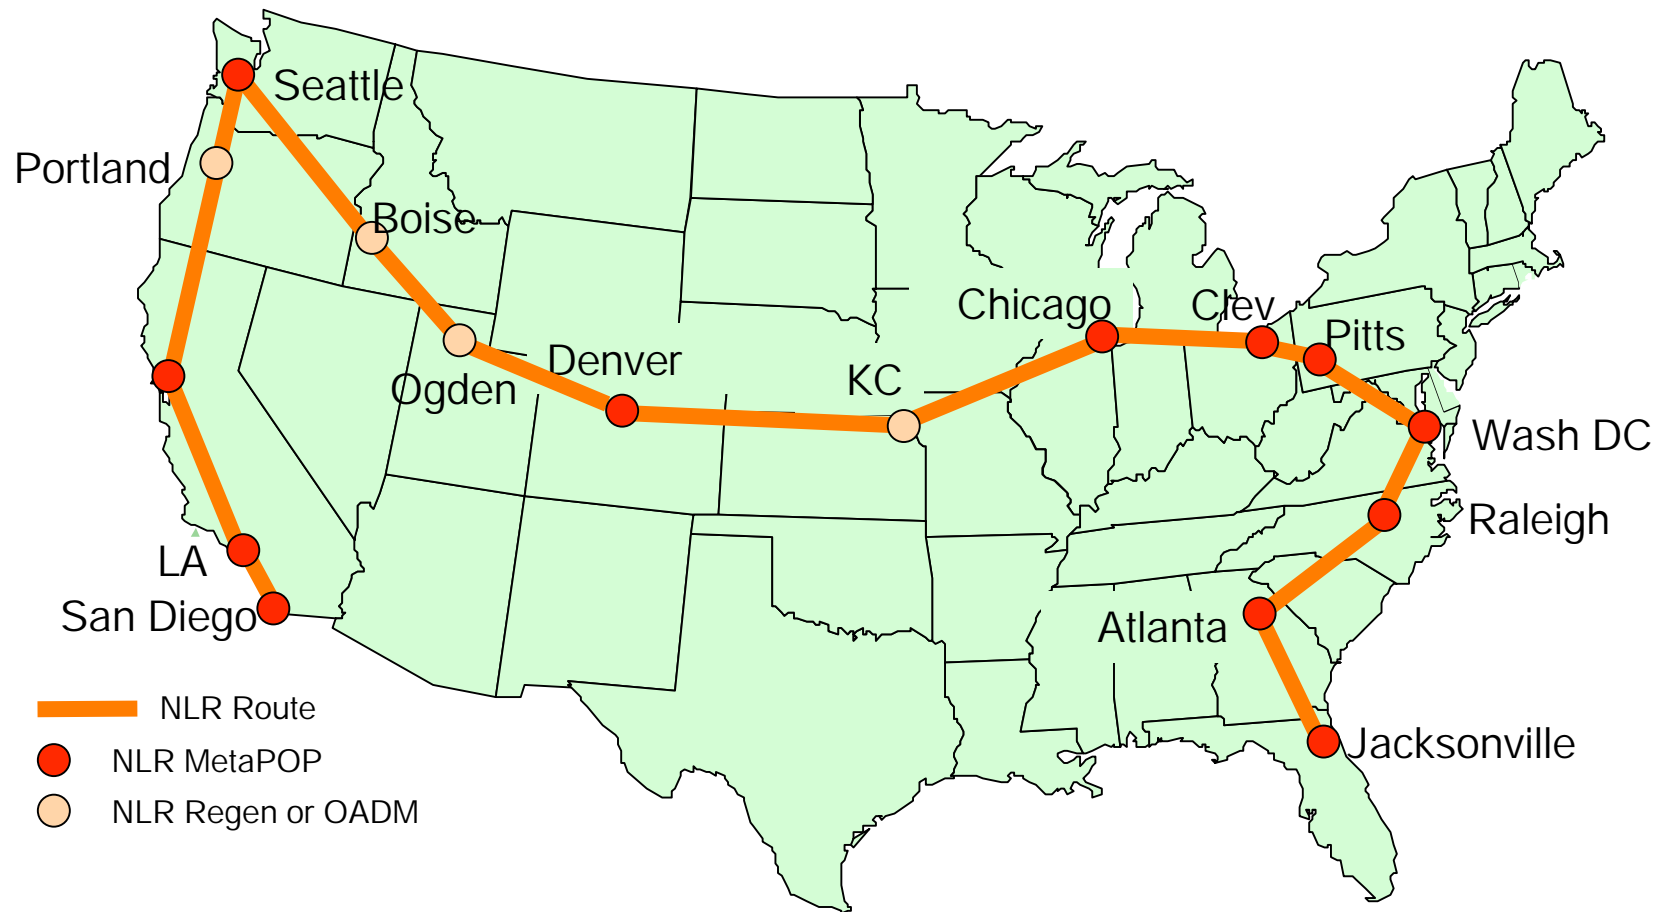 Seattle
Portland
Boise
Chicago
Clev
Pitts
Denver
KC
Ogden
Wash DC
Raleigh
LA
San Diego
Atlanta
NLR Route
Jacksonville
NLR MetaPOP
NLR Regen or OADM